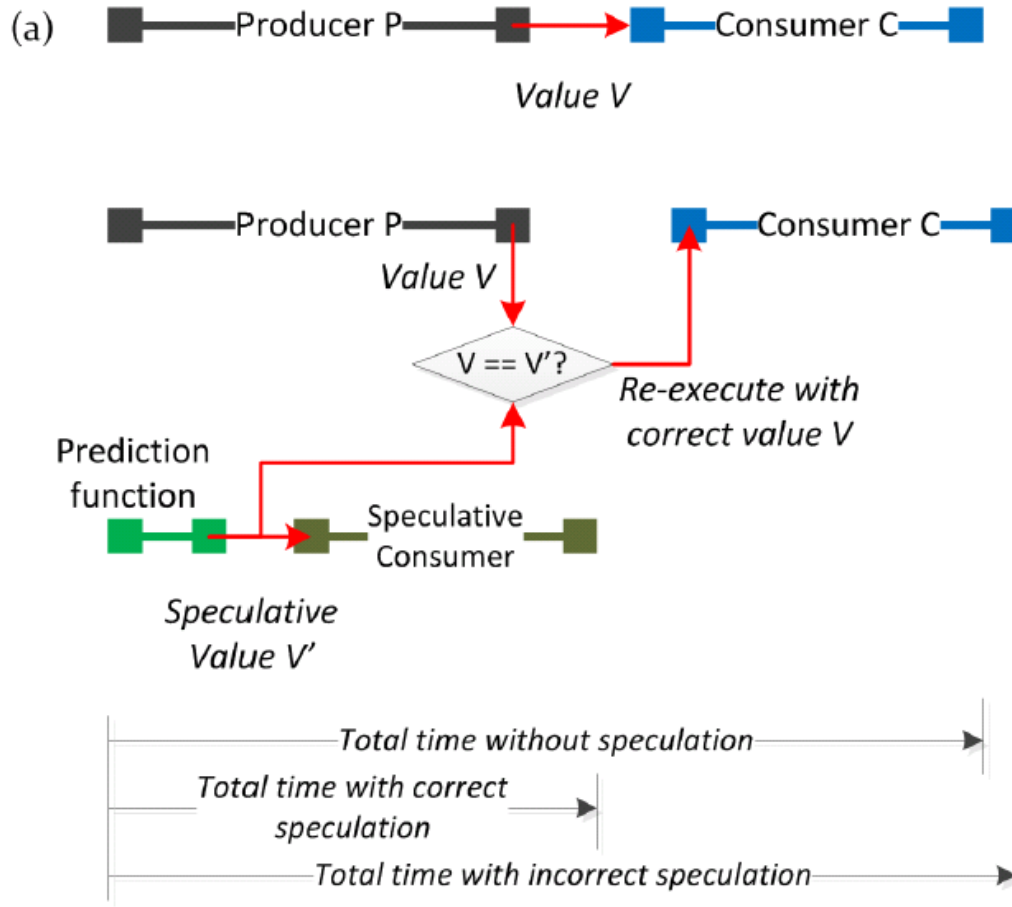 (a)
Producer P
Consumer C
Value V
Producer P
Consumer C
Value V
V == V’?
Re-execute with
correct value V
Prediction
function
Speculative
Consumer
Speculative
Value V’
Total time without speculation
Total time with correct
speculation
Total time with incorrect speculation